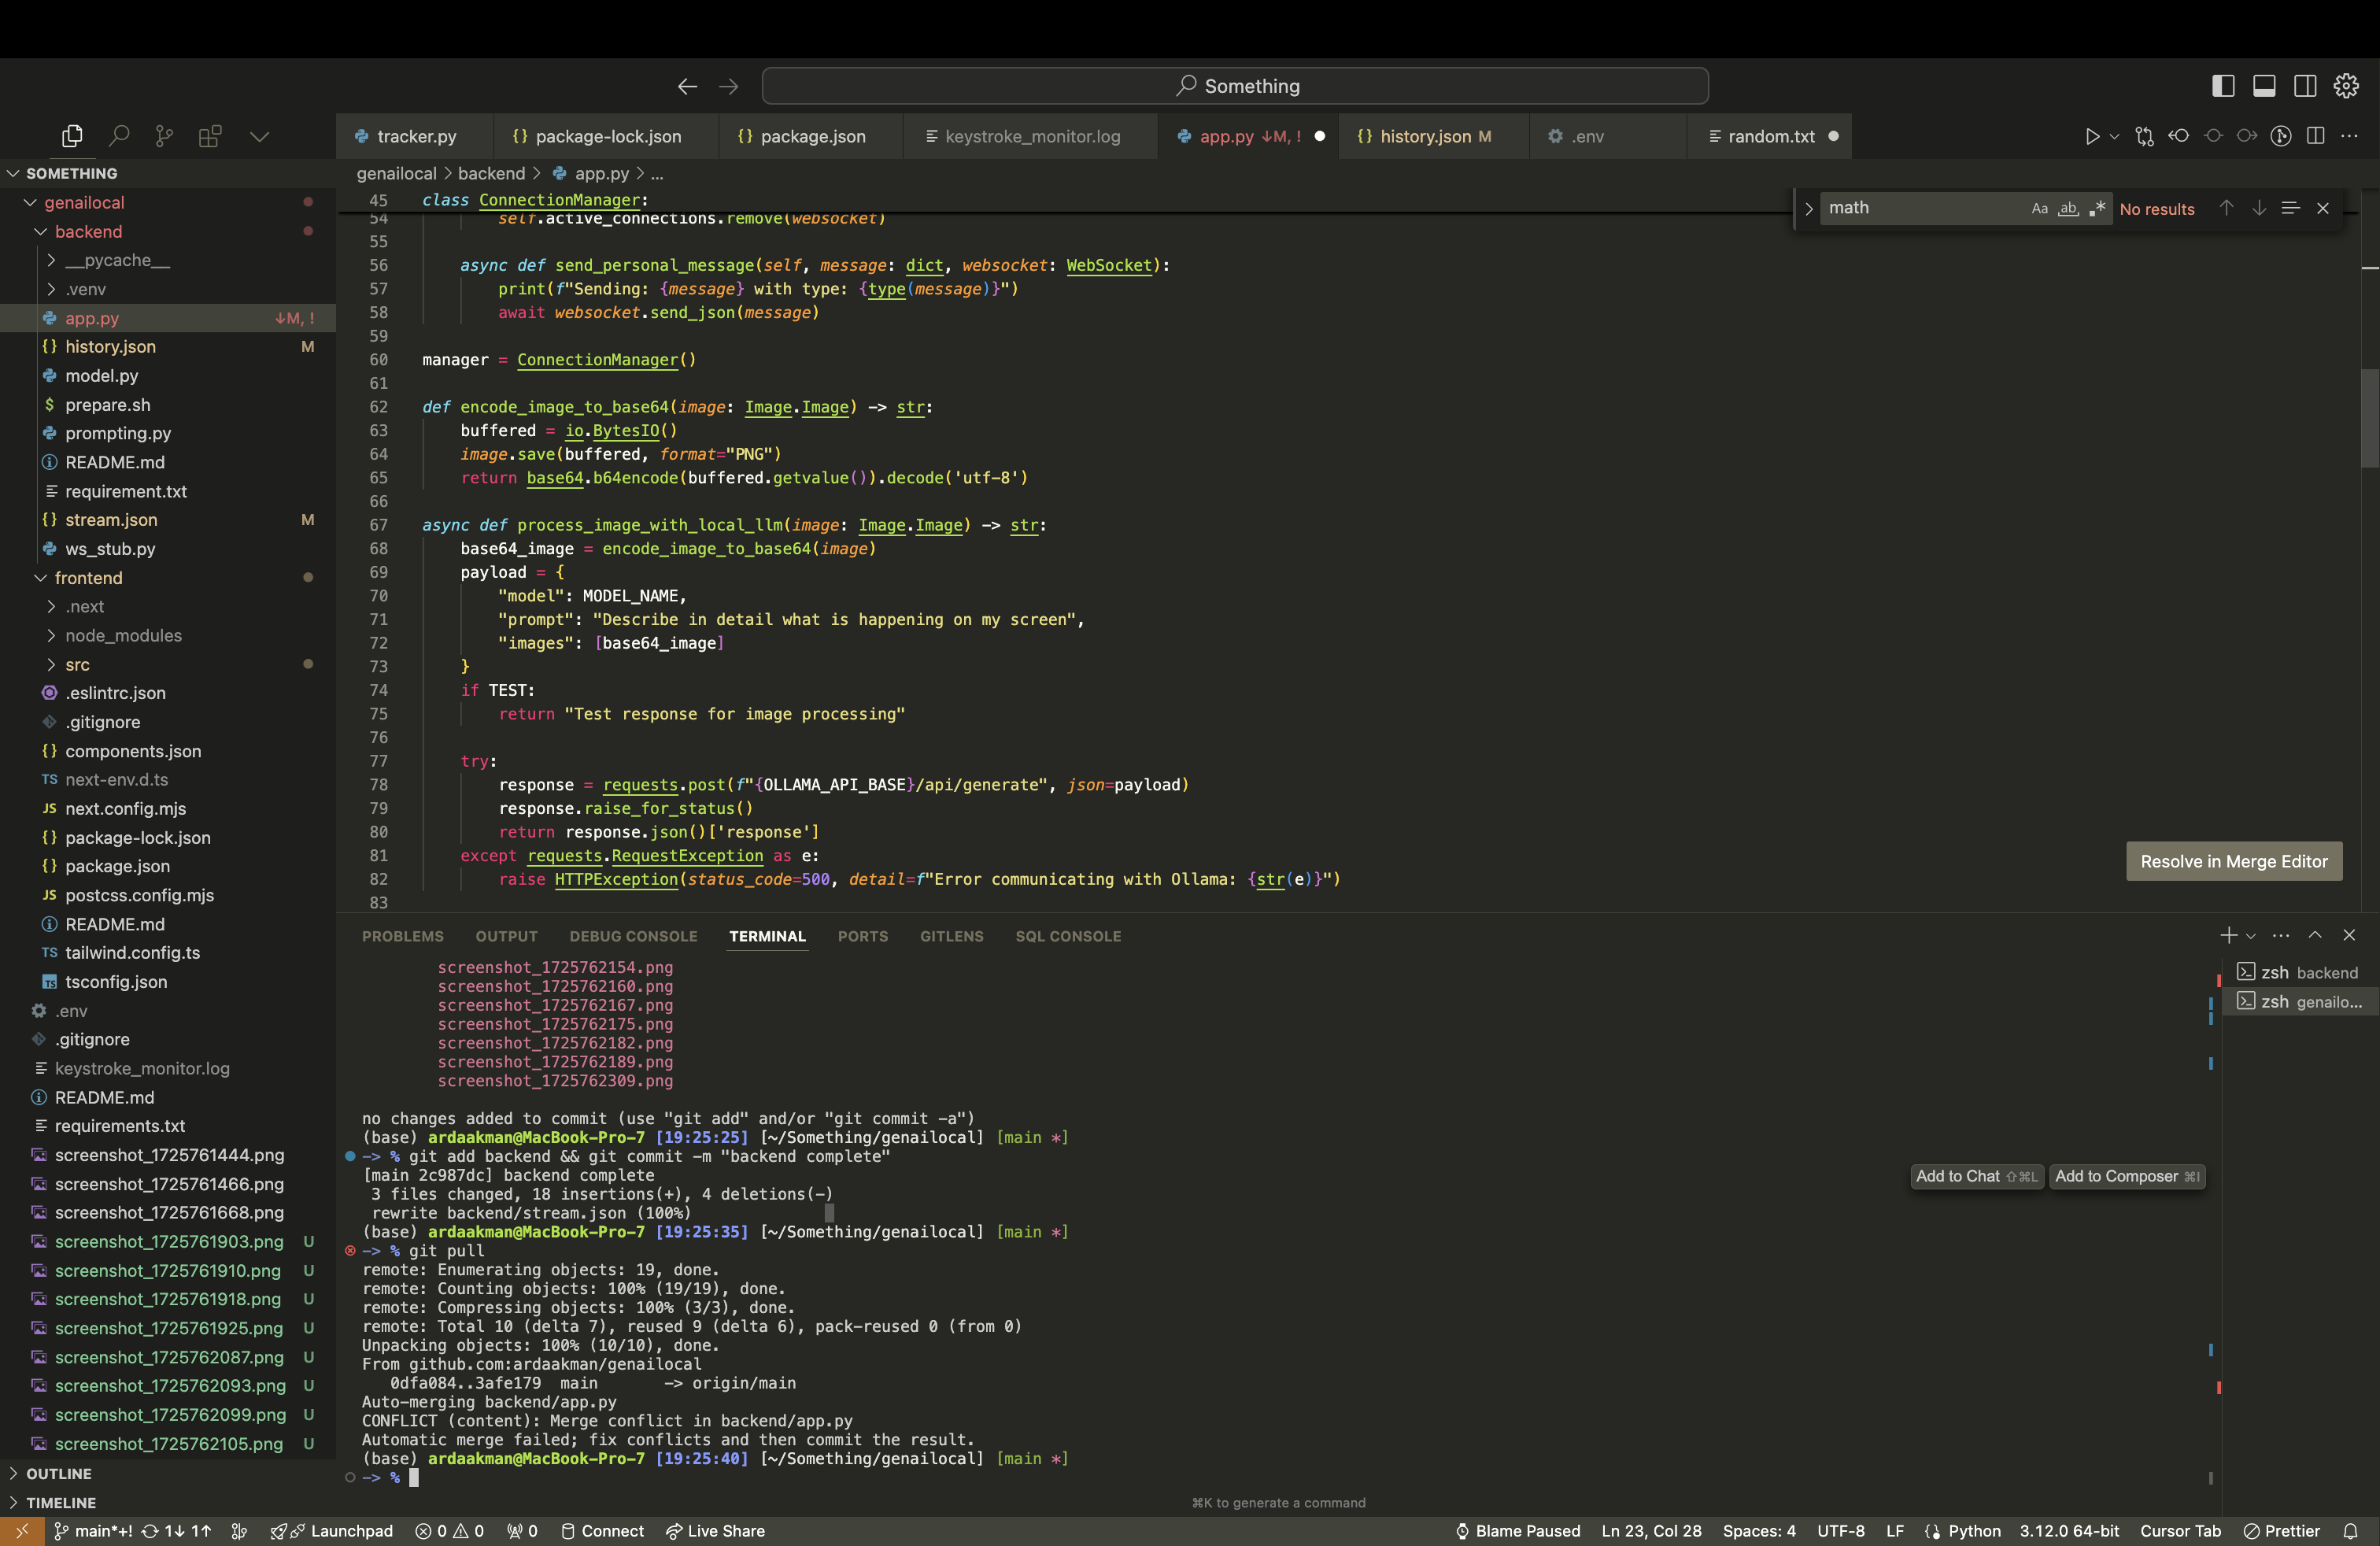 Something
tracker.py
package-lock.json
package.json
keystroke_monitor.log
app.py ↓M, !
history.json M
.env
random.txt
SOMETHING
genailocal
backend
__pycache__
.venv
app.py ↓M, !
history.json M
model.py
prepare.sh
prompting.py
README.md
requirement.txt
stream.json M
ws_stub.py
frontend
.next
node_modules
src
.eslintrc.json
.gitignore
components.json
next-env.d.ts
next.config.mjs
package-lock.json
package.json
postcss.config.mjs
README.md
tailwind.config.ts
tsconfig.json
.env
.gitignore
keystroke_monitor.log
README.md
requirements.txt
screenshot_1725761444.png
screenshot_1725761466.png
screenshot_1725761668.png
screenshot_1725761903.png U
screenshot_1725761910.png U
screenshot_1725761918.png U
screenshot_1725761925.png U
screenshot_1725762087.png U
screenshot_1725762093.png U
screenshot_1725762099.png U
screenshot_1725762105.png U
OUTLINE
TIMELINE
genailocal > backend > app.py > ...
math Aa ab .* No results
45 class ConnectionManager:
54 self.active_connections.remove(websocket)
55
56 async def send_personal_message(self, message: dict, websocket: WebSocket):
57 print(f"Sending: {message} with type: {type(message)}")
58 await websocket.send_json(message)
59
60 manager = ConnectionManager()
61
62 def encode_image_to_base64(image: Image.Image) -> str:
63 buffered = io.BytesIO()
64 image.save(buffered, format="PNG")
65 return base64.b64encode(buffered.getvalue()).decode('utf-8')
66
67 async def process_image_with_local_llm(image: Image.Image) -> str:
68 base64_image = encode_image_to_base64(image)
69 payload = {
70 "model": MODEL_NAME,
71 "prompt": "Describe in detail what is happening on my screen",
72 "images": [base64_image]
73 }
74 if TEST:
75 return "Test response for image processing"
76
77 try:
78 response = requests.post(f"{OLLAMA_API_BASE}/api/generate", json=payload)
79 response.raise_for_status()
80 return response.json()['response']
81 except requests.RequestException as e:
82 raise HTTPException(status_code=500, detail=f"Error communicating with Ollama: {str(e)}")
83
Resolve in Merge Editor
PROBLEMS OUTPUT DEBUG CONSOLE TERMINAL PORTS GITLENS SQL CONSOLE
screenshot_1725762154.png
screenshot_1725762160.png
screenshot_1725762167.png
screenshot_1725762175.png
screenshot_1725762182.png
screenshot_1725762189.png
screenshot_1725762309.png
no changes added to commit (use "git add" and/or "git commit -a")
(base) ardaakman@MacBook-Pro-7 [19:25:25] [~/Something/genailocal] [main *]
-> % git add backend && git commit -m "backend complete"
[main 2c987dc] backend complete
3 files changed, 18 insertions(+), 4 deletions(-)
rewrite backend/stream.json (100%)
(base) ardaakman@MacBook-Pro-7 [19:25:35] [~/Something/genailocal] [main *]
-> % git pull
remote: Enumerating objects: 19, done.
remote: Counting objects: 100% (19/19), done.
remote: Compressing objects: 100% (3/3), done.
remote: Total 10 (delta 7), reused 9 (delta 6), pack-reused 0 (from 0)
Unpacking objects: 100% (10/10), done.
From github.com:ardaakman/genailocal
0dfa084..3afe179 main -> origin/main
Auto-merging backend/app.py
CONFLICT (content): Merge conflict in backend/app.py
Automatic merge failed; fix conflicts and then commit the result.
(base) ardaakman@MacBook-Pro-7 [19:25:40] [~/Something/genailocal] [main *]
-> %
zsh backend
zsh genailo...
Add to Chat ⇧⌘L Add to Composer ⌘I
⌘K to generate a command
main*+! 1↓ 1↑ Launchpad 0 0 0 Connect Live Share Blame Paused Ln 23, Col 28 Spaces: 4 UTF-8 LF Python 3.12.0 64-bit Cursor Tab Prettier